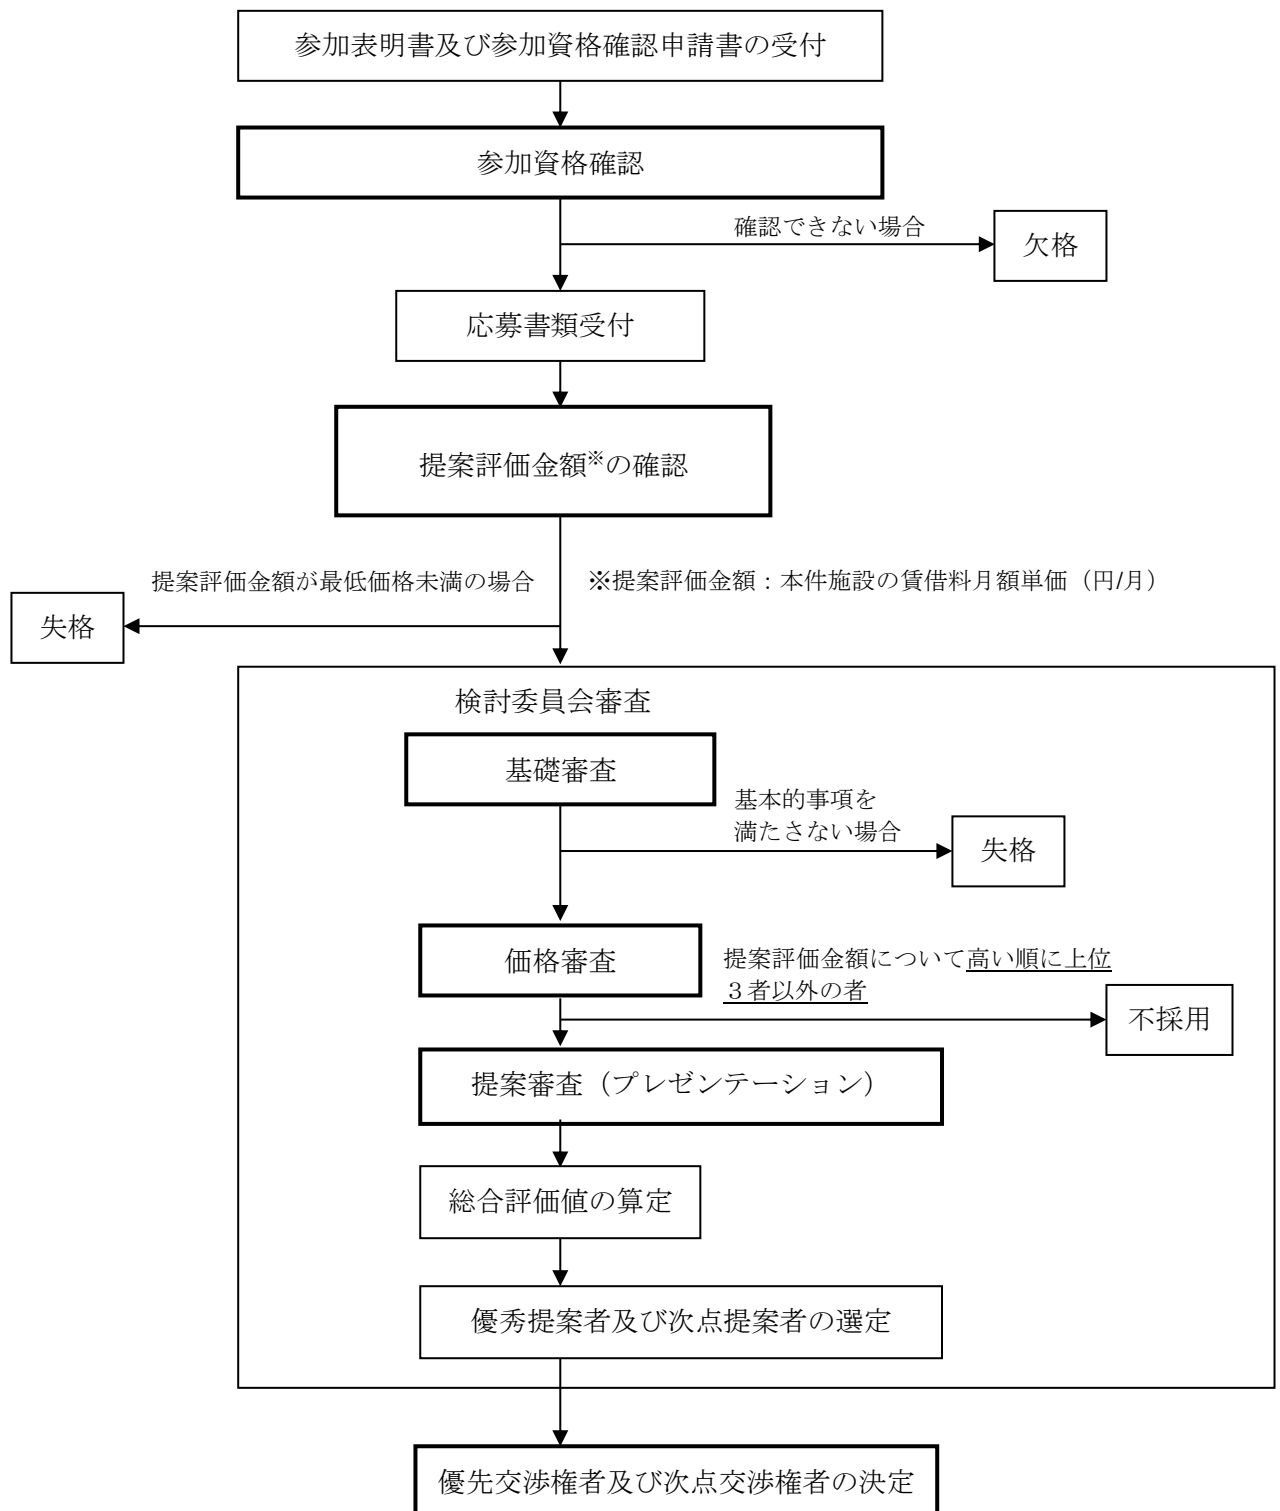 参加表明書及び参加資格確認申請書の受付
参加資格確認
確認できない場合
欠格
応募書類受付
提案評価金額※の確認
提案評価金額が最低価格未満の場合
※提案評価金額：本件施設の賃借料月額単価（円/月）
失格
検討委員会審査
基礎審査
基本的事項を
満たさない場合
失格
価格審査
提案評価金額について高い順に上位
３者以外の者
不採用
提案審査（プレゼンテーション）
総合評価値の算定
優秀提案者及び次点提案者の選定
優先交渉権者及び次点交渉権者の決定